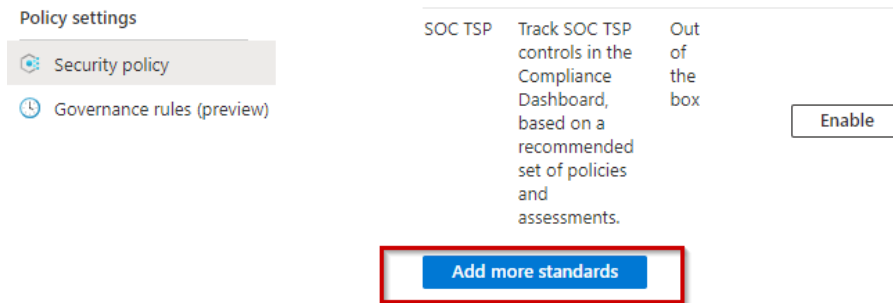 Policy settings
Security policy
Governance rules (preview)
SOC TSP
Track SOC TSP
controls in the
Compliance
Dashboard,
based on a
recommended
set of policies
and
assessments.
Out
of
the
box
Enable
Add more standards